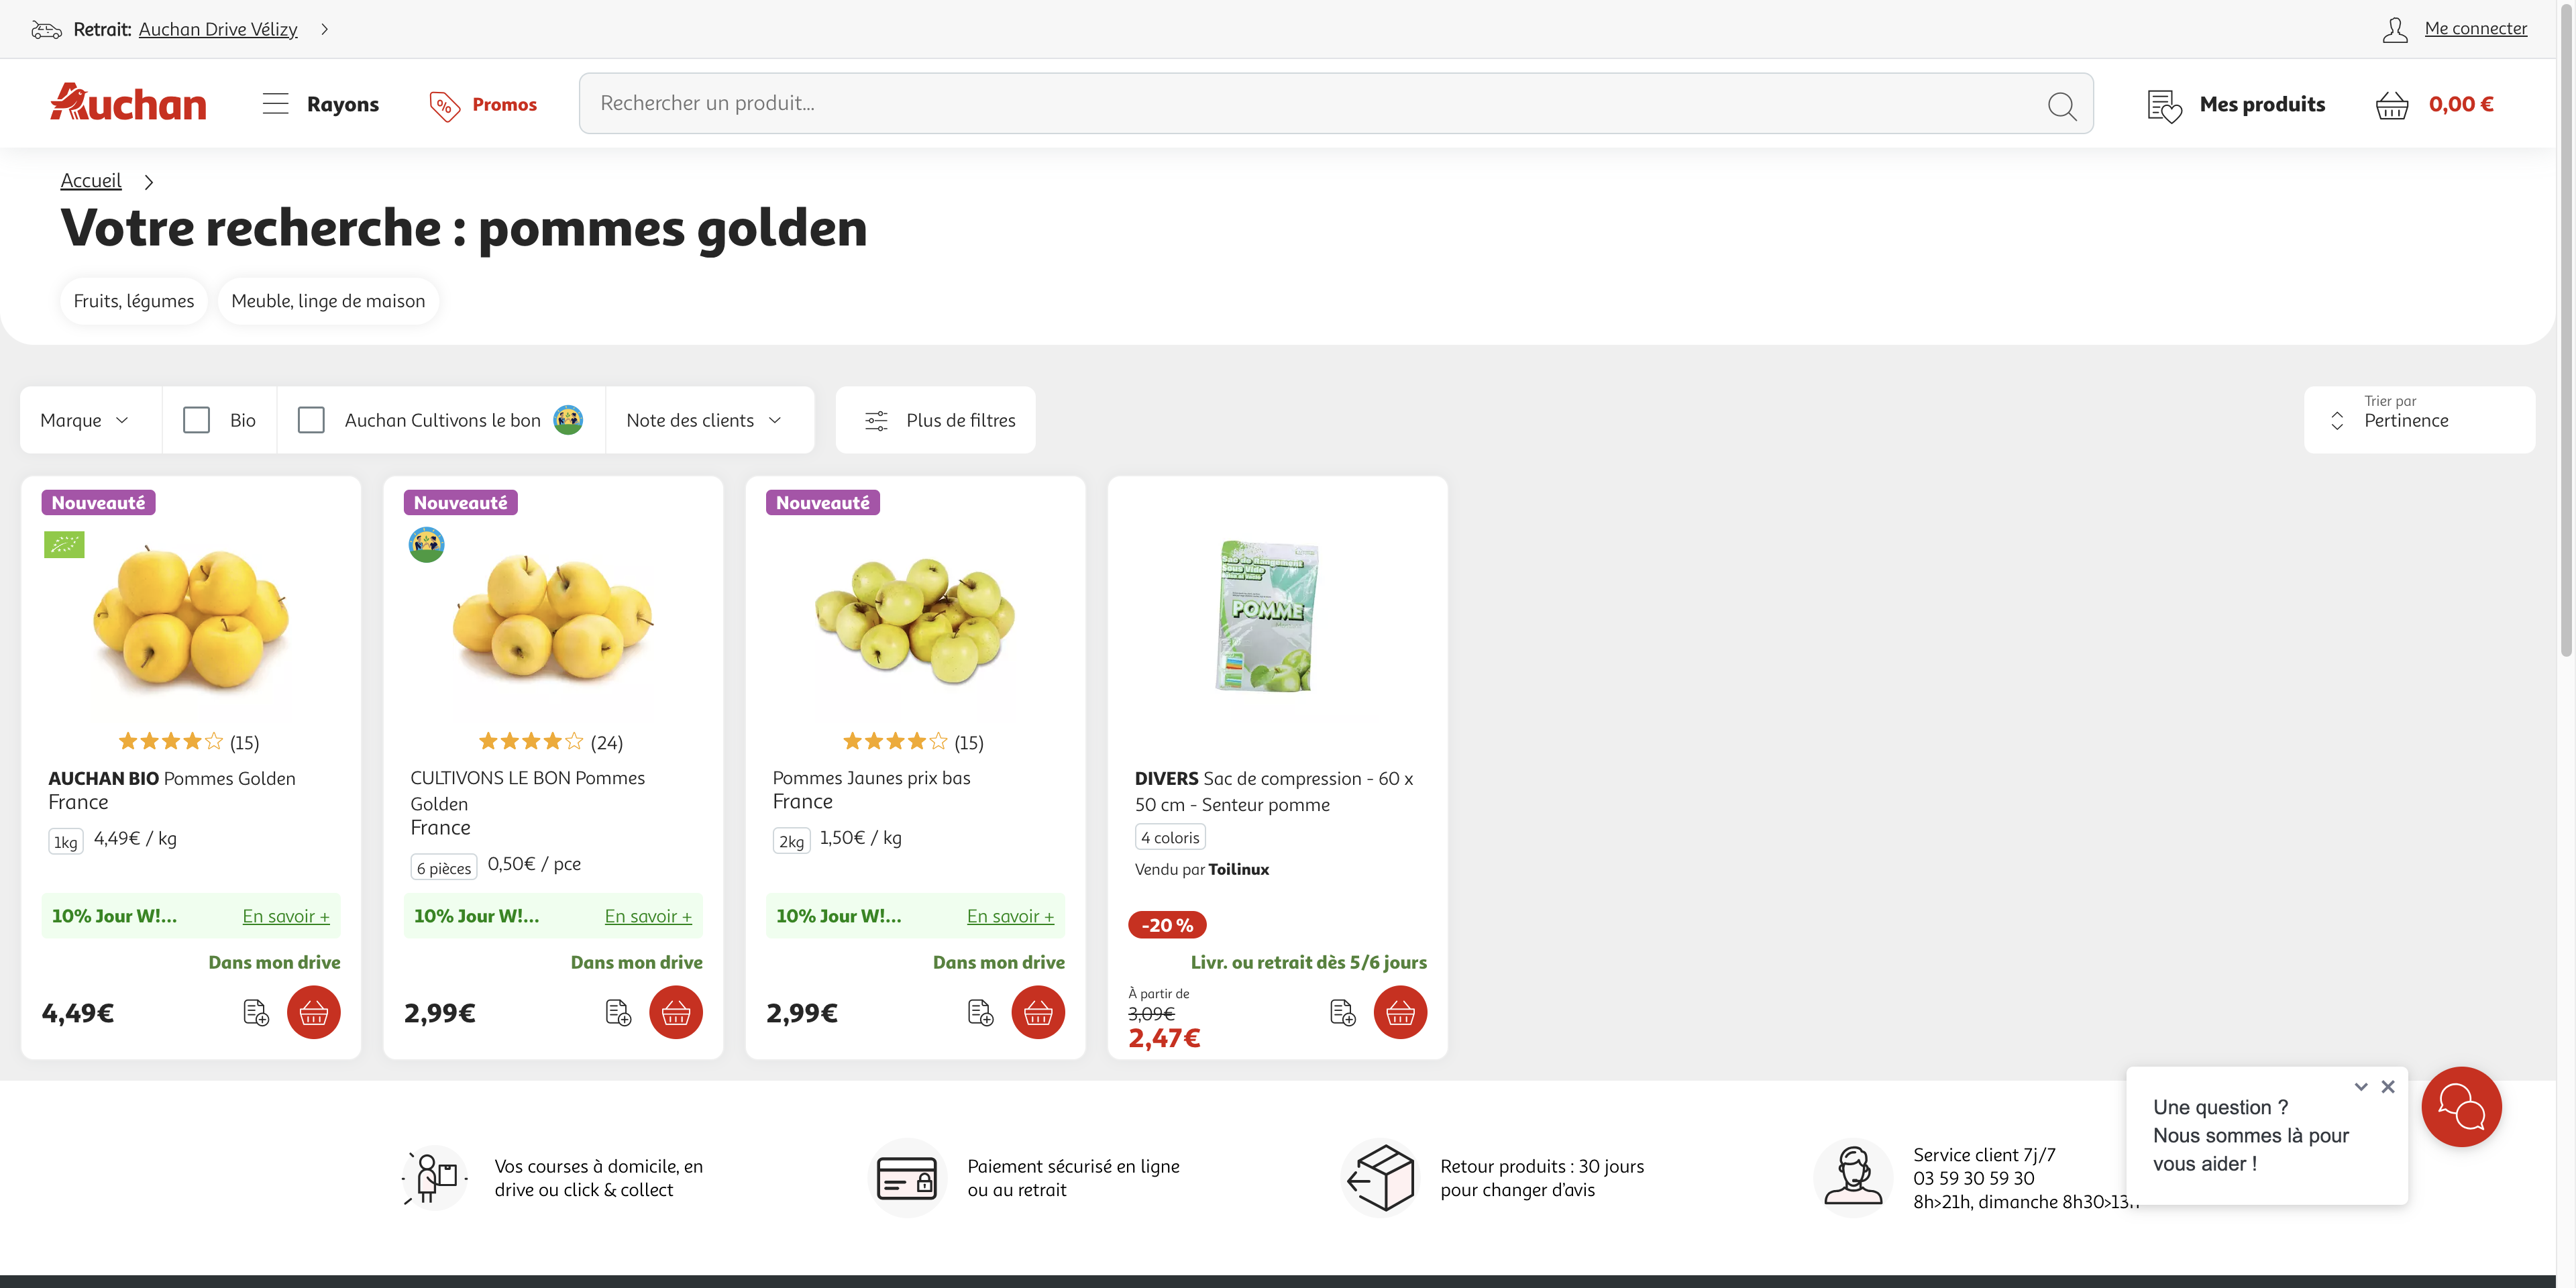 Retrait: Auchan Drive Vélizy
Me connecter
Auchan
Rayons
Promos
Rechercher un produit...
Mes produits
0,00 €
Accueil
Votre recherche : pommes golden
Fruits, légumes
Meuble, linge de maison
Marque
Bio
Auchan Cultivons le bon
Note des clients
Plus de filtres
Trier par
Pertinence
Nouveauté
(15)
AUCHAN BIO Pommes Golden
France
1kg 4,49€ / kg
10% Jour W!... En savoir +
Dans mon drive
4,49€
Nouveauté
(24)
CULTIVONS LE BON Pommes
Golden
France
6 pièces 0,50€ / pce
10% Jour W!... En savoir +
Dans mon drive
2,99€
Nouveauté
(15)
Pommes Jaunes prix bas
France
2kg 1,50€ / kg
10% Jour W!... En savoir +
Dans mon drive
2,99€
Sac de Rangement
Sous Vide
POMME
DIVERS Sac de compression - 60 x
50 cm - Senteur pomme
4 coloris
Vendu par Toilinux
-20 %
Livr. ou retrait dès 5/6 jours
À partir de
3,09€
2,47€
Vos courses à domicile, en
drive ou click & collect
Paiement sécurisé en ligne
ou au retrait
Retour produits : 30 jours
pour changer d'avis
Service client 7j/7
03 59 30 59 30
8h>21h, dimanche 8h30>13h
Une question ?
Nous sommes là pour
vous aider !